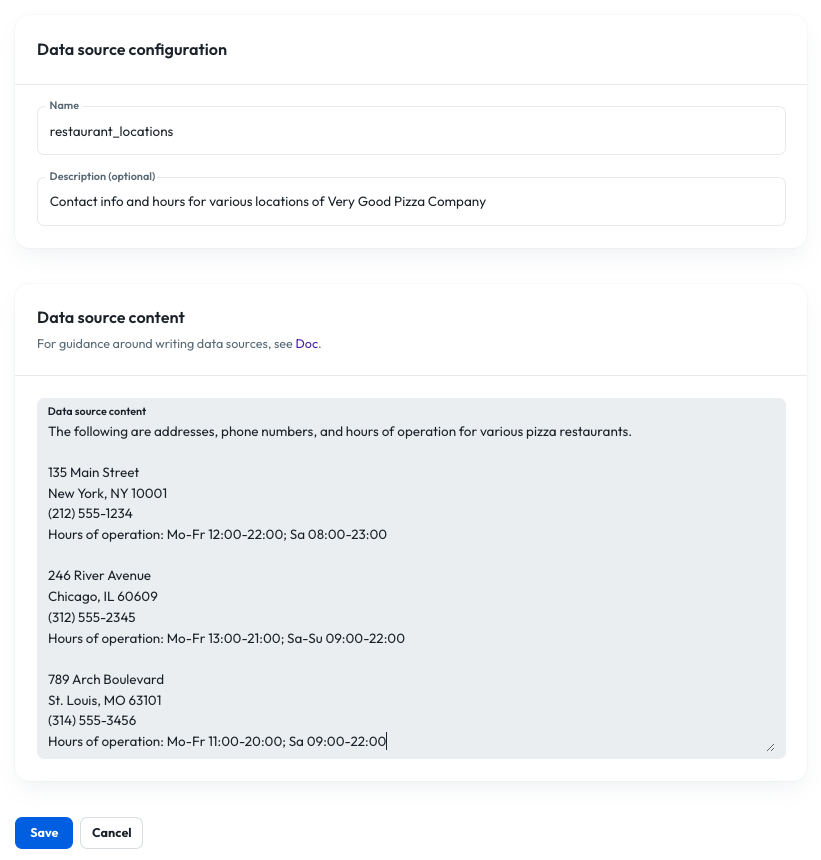 Data source configuration
Name
restaurant_locations
Description (optional)
Contact info and hours for various locations of Very Good Pizza Company
Data source content
For guidance around writing data sources, see Doc.
Data source content
The following are addresses, phone numbers, and hours of operation for various pizza restaurants.
135 Main Street
New York, NY 10001
(212) 555-1234
Hours of operation: Mo-Fr 12:00-22:00; Sa 08:00-23:00
246 River Avenue
Chicago, IL 60609
(312) 555-2345
Hours of operation: Mo-Fr 13:00-21:00; Sa-Su 09:00-22:00
789 Arch Boulevard
St. Louis, MO 63101
(314) 555-3456
Hours of operation: Mo-Fr 11:00-20:00; Sa 09:00-22:00
Save
Cancel